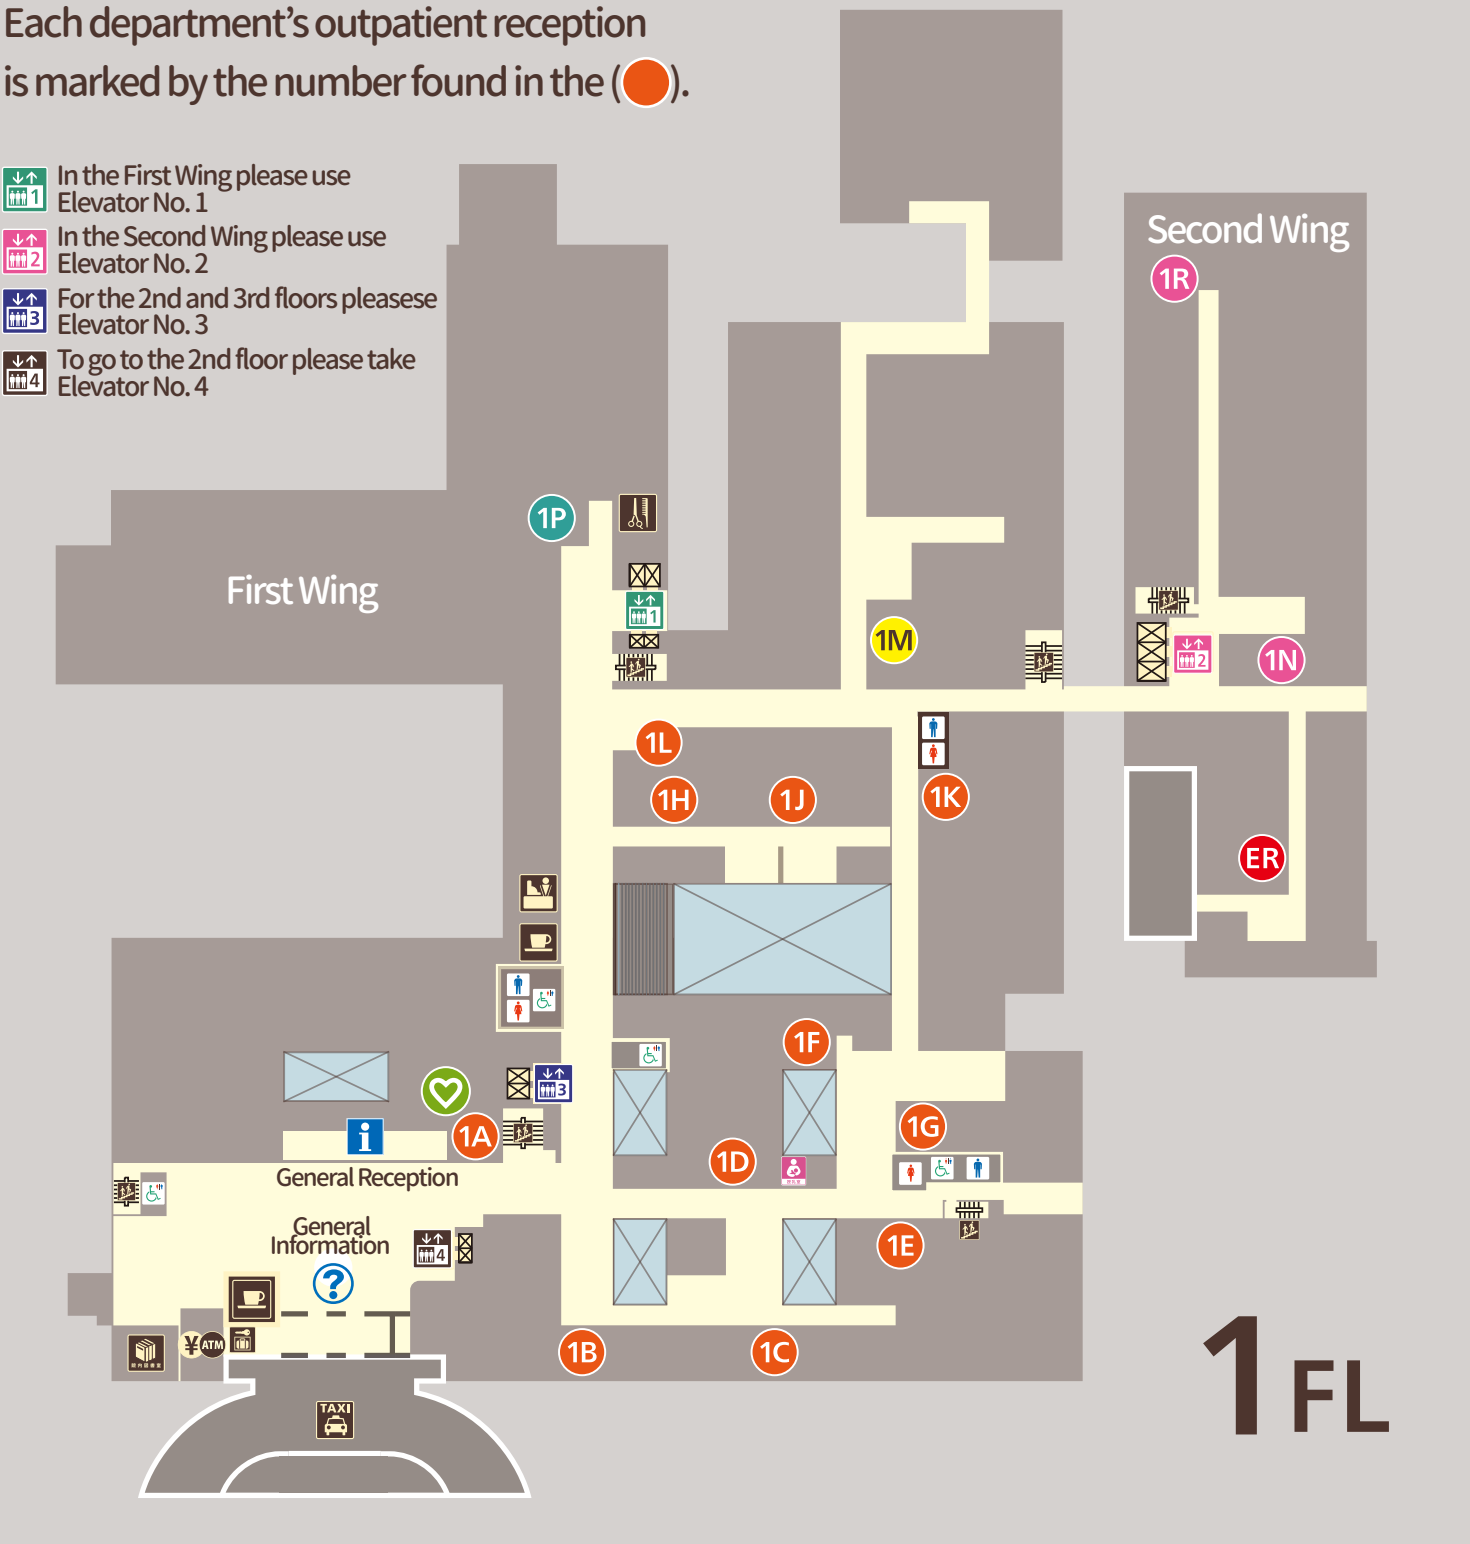 Each department's outpatient reception
is marked by the number found in the ( ).
In the First Wing please use
Elevator No. 1
1
In the Second Wing please use
Elevator No. 2
2
For the 2nd and 3rd floors pleasese
Elevator No. 3
3
To go to the 2nd floor please take
Elevator No. 4
4
Second Wing
1R
1P
First Wing
1
1M
2
1N
1L
1H
1J
1K
ER
1F
3
1A
i
1G
1D
General Reception
General
Information
4
1E
?
¥
ATM
1B
1C
TAXI
1 FL